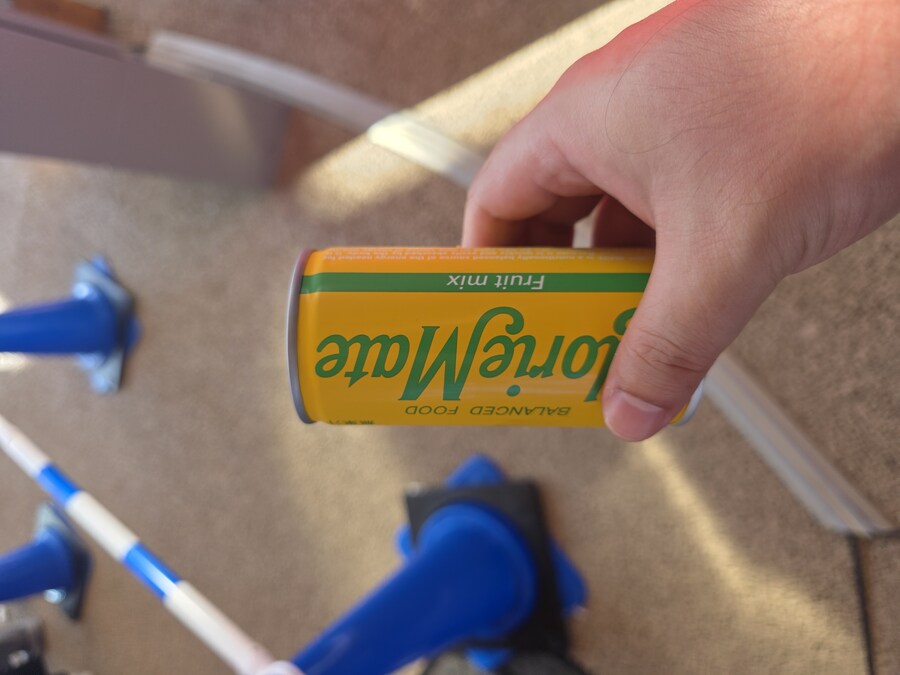 BALANCED FOOD
lorieMate
Fruit mix